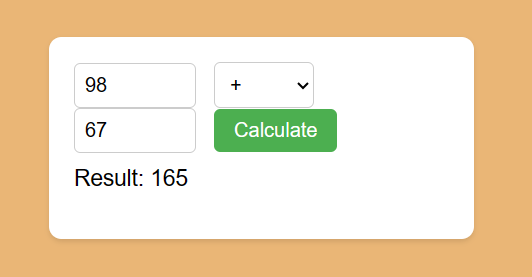 98 +
67 Calculate
Result: 165